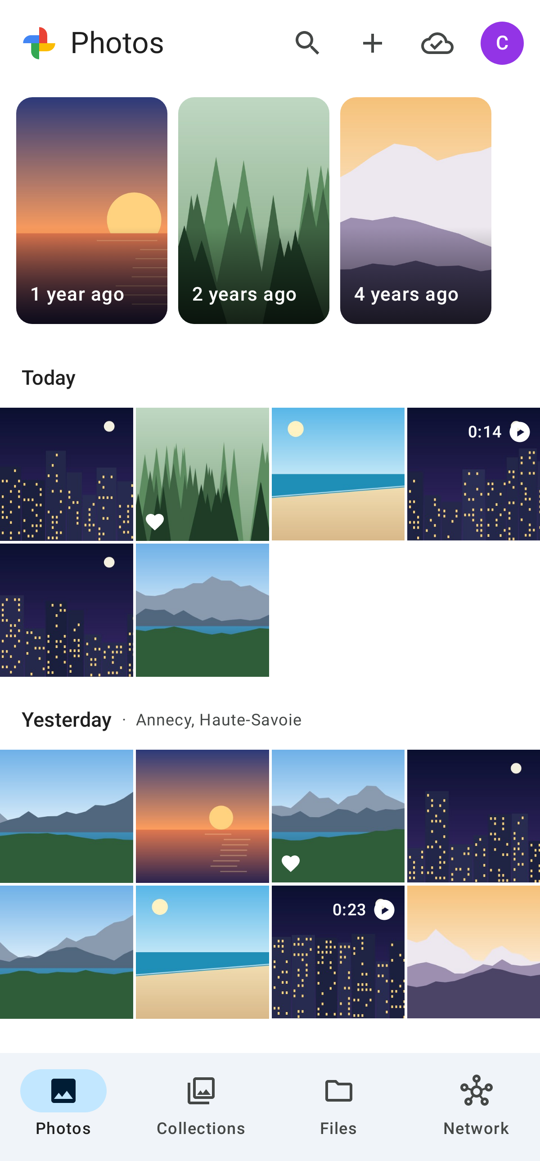 Photos
C
1 year ago
2 years ago
4 years ago
Today
0:14
Yesterday · Annecy, Haute-Savoie
0:23
Photos
Collections
Files
Network